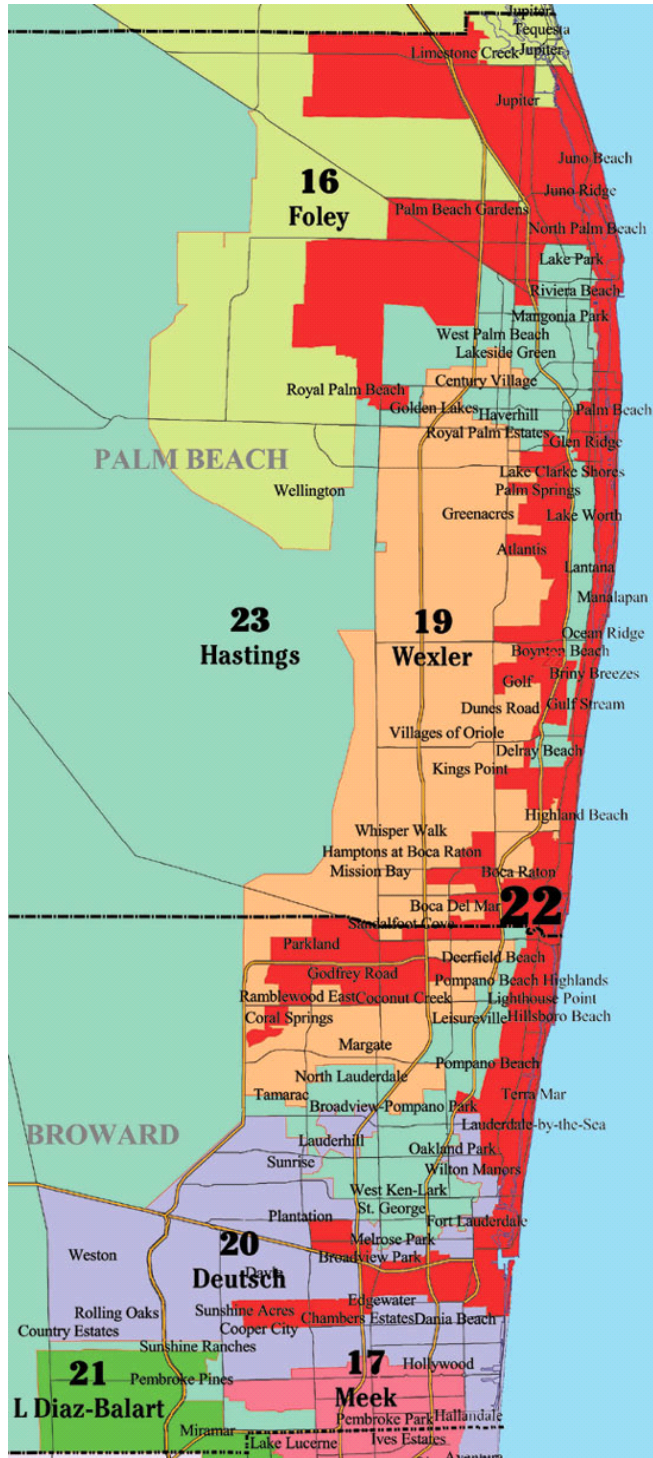 Jupiter
Tequesta
Limestone Creek
Jupiter
Jupiter
Juno Beach
16
Foley
Juno Ridge
Palm Beach Gardens
North Palm Beach
Lake Park
Riviera Beach
Mangonia Park
West Palm Beach
Lakeside Green
Century Village
Royal Palm Beach
Golden Lakes
Haverhill
Palm Beach
Royal Palm Estates
Glen Ridge
PALM BEACH
Lake Clarke Shores
Wellington
Palm Springs
Greenacres
Lake Worth
Atlantis
Lantana
Manalapan
23
Hastings
19
Wexler
Ocean Ridge
Boynton Beach
Briny Breezes
Golf
Dunes Road
Gulf Stream
Villages of Oriole
Delray Beach
Kings Point
Highland Beach
Whisper Walk
Hamptons at Boca Raton
Mission Bay
Boca Raton
Boca Del Mar
22
Sandalfoot Cove
Parkland
Deerfield Beach
Godfrey Road
Pompano Beach Highlands
Ramblewood East
Coconut Creek
Lighthouse Point
Coral Springs
Leisureville
Hillsboro Beach
Margate
Pompano Beach
North Lauderdale
Tamarac
Terra Mar
Broadview-Pompano Park
BROWARD
Lauderdale-by-the-Sea
Lauderhill
Oakland Park
Sunrise
Wilton Manors
West Ken-Lark
St. George
Plantation
Fort Lauderdale
20
Deutsch
Melrose Park
Weston
Broadview Park
Davie
Edgewater
Rolling Oaks
Sunshine Acres
Chambers Estates
Dania Beach
Country Estates
Cooper City
Sunshine Ranches
21
L Diaz-Balart
17
Meek
Hollywood
Pembroke Pines
Pembroke Park
Hallandale
Miramar
Lake Lucerne
Ives Estates
Aventura